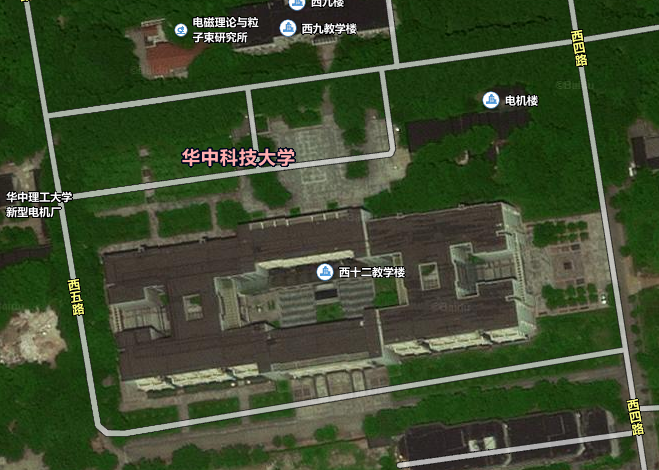 西九楼
电磁理论与粒
子束研究所
西九教学楼
西四路
电机楼
©Baidu
华中科技大学
华中理工大学
新型电机厂
西十二教学楼
西五路
©Baidu
西四路